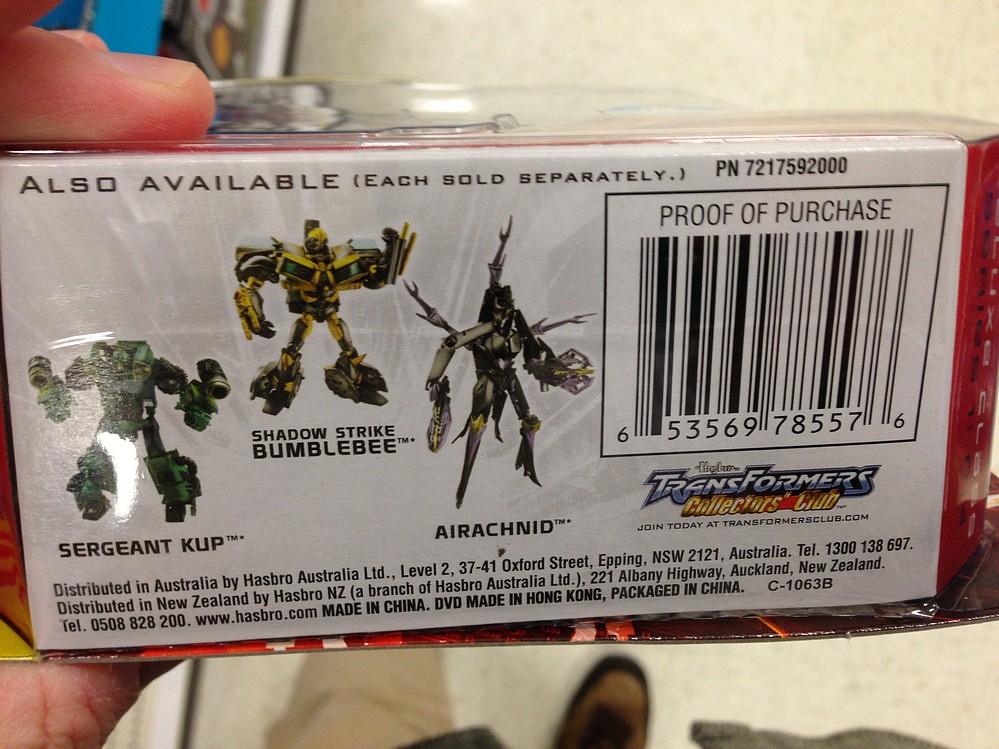 ALSO AVAILABLE (EACH SOLD SEPARATELY.)
PN 7217592000
PROOF OF PURCHASE
6 53569 78557 6
SHADOW STRIKE
BUMBLEBEE™*
SERGEANT KUP™*
AIRACHNID™*
Hasbro
TRANSFORMERS
Collectors' Club™
JOIN TODAY AT TRANSFORMERSCLUB.COM
Distributed in Australia by Hasbro Australia Ltd., Level 2, 37-41 Oxford Street, Epping, NSW 2121, Australia. Tel. 1300 138 697.
Distributed in New Zealand by Hasbro NZ (a branch of Hasbro Australia Ltd.), 221 Albany Highway, Auckland, New Zealand.
Tel. 0508 828 200. www.hasbro.com MADE IN CHINA. DVD MADE IN HONG KONG, PACKAGED IN CHINA. C-1063B